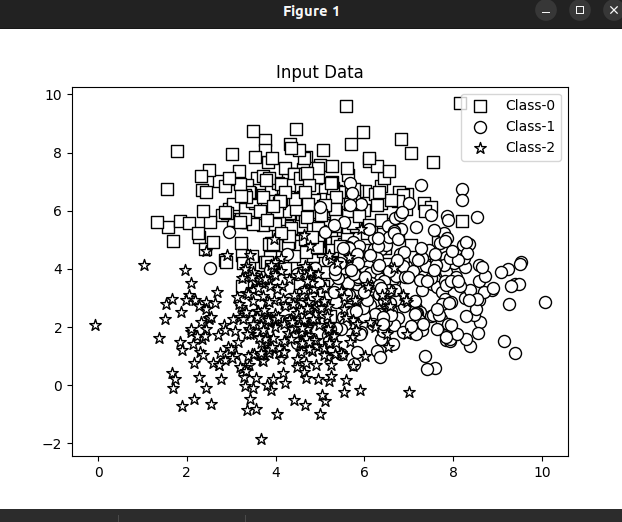 Figure 1
Input Data
10
8
6
4
2
0
−2
Class-0
Class-1
Class-2
0 2 4 6 8 10